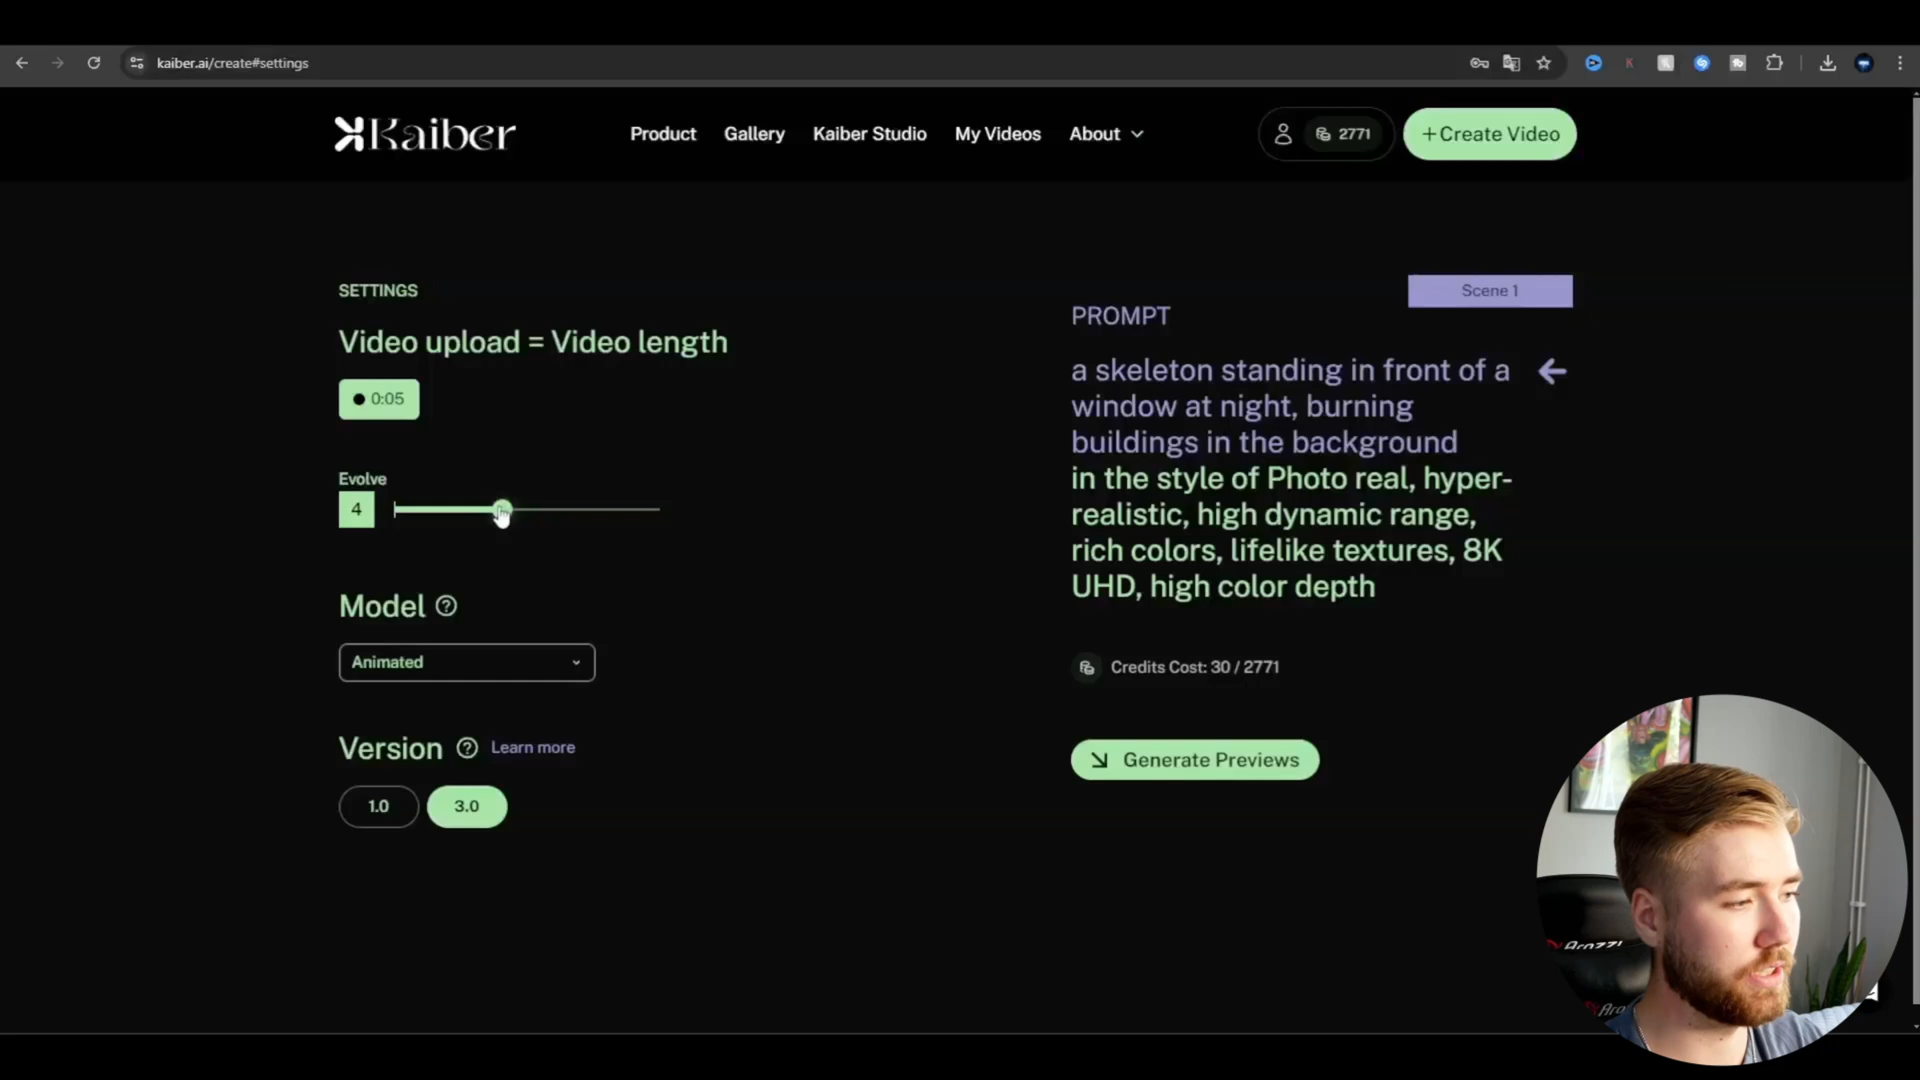 kaiber.ai/create#settings
Kaiber
Product
Gallery
Kaiber Studio
My Videos
About
2771
+Create Video
SETTINGS
Video upload = Video length
0:05
Evolve
4
Model
Animated
Version
Learn more
1.0
3.0
Scene 1
PROMPT
a skeleton standing in front of a
window at night, burning
buildings in the background
in the style of Photo real, hyper-
realistic, high dynamic range,
rich colors, lifelike textures, 8K
UHD, high color depth
Credits Cost: 30 / 2771
Generate Previews
Arozzi